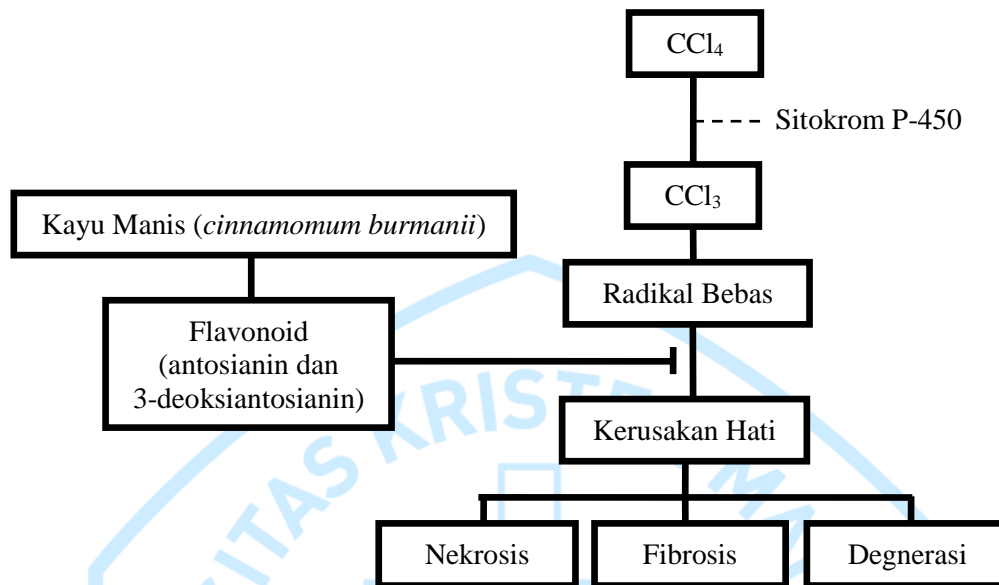 CCl₄
Sitokrom P-450
CCl₃
Kayu Manis (cinnamomum burmanii)
Radikal Bebas
Flavonoid
(antosianin dan
3-deoksiantosianin)
Kerusakan Hati
Nekrosis
Fibrosis
Degnerasi